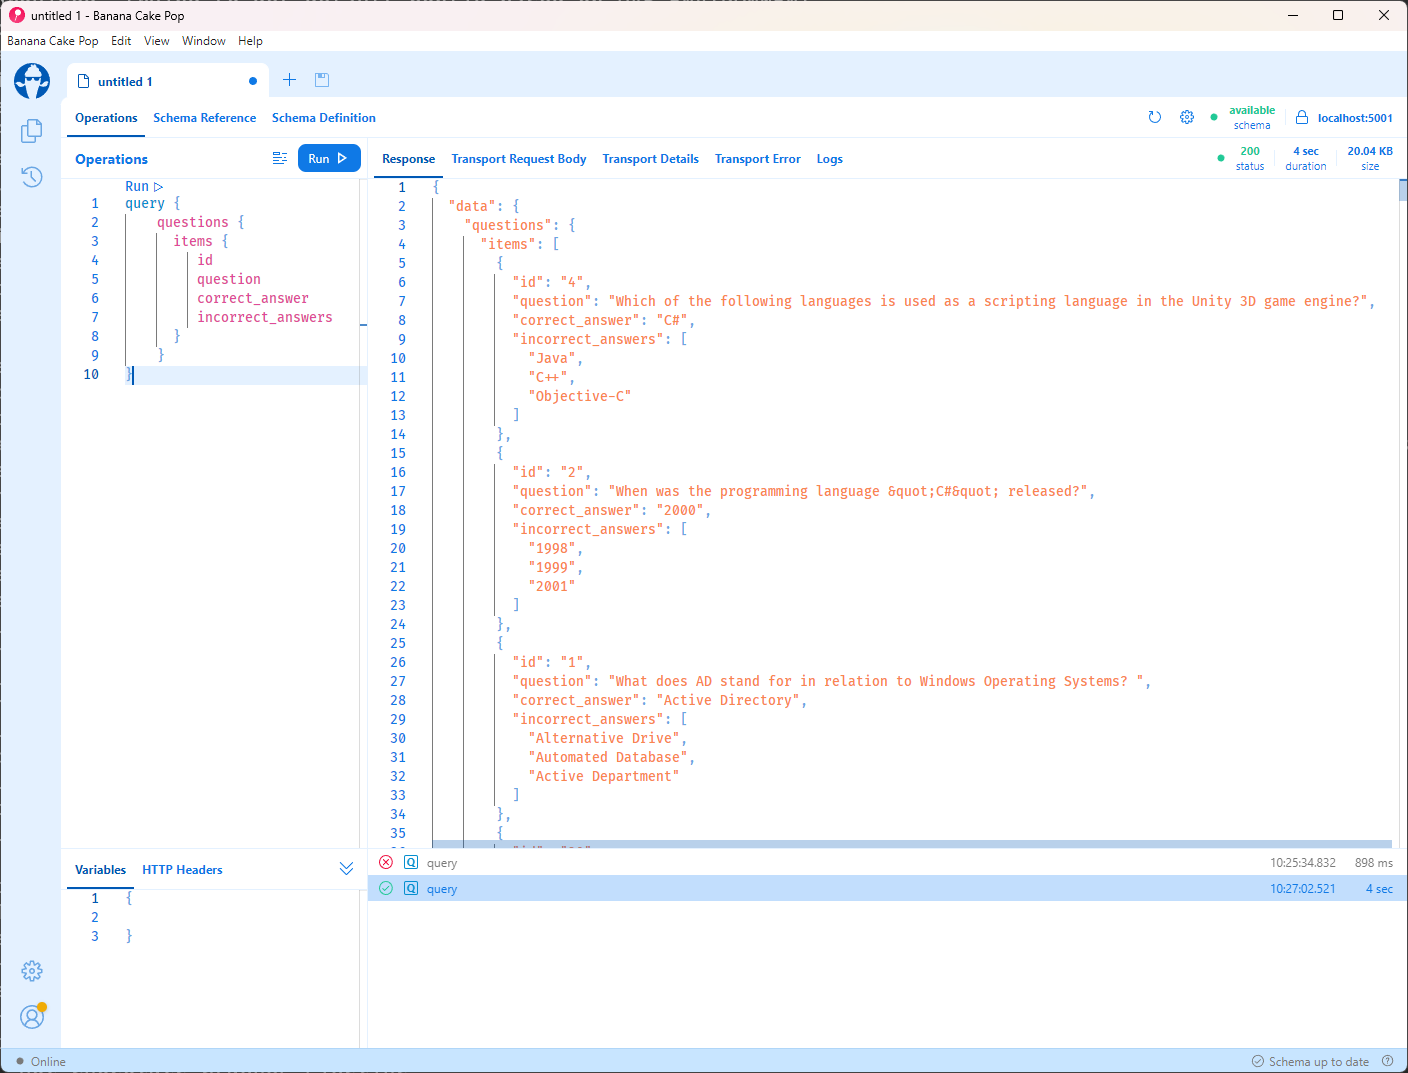 untitled 1 - Banana Cake Pop
Banana Cake Pop Edit View Window Help
untitled 1
Operations Schema Reference Schema Definition
available
schema
localhost:5001
Operations
Run
Response Transport Request Body Transport Details Transport Error Logs
200
status
4 sec
duration
20.04 KB
size
Run
1 query {
2 questions {
3 items {
4 id
5 question
6 correct_answer
7 incorrect_answers
8 }
9 }
10 }
1 {
2 "data": {
3 "questions": {
4 "items": [
5 {
6 "id": "4",
7 "question": "Which of the following languages is used as a scripting language in the Unity 3D game engine?",
8 "correct_answer": "C#",
9 "incorrect_answers": [
10 "Java",
11 "C++",
12 "Objective-C"
13 ]
14 },
15 {
16 "id": "2",
17 "question": "When was the programming language &quot;C#&quot; released?",
18 "correct_answer": "2000",
19 "incorrect_answers": [
20 "1998",
21 "1999",
22 "2001"
23 ]
24 },
25 {
26 "id": "1",
27 "question": "What does AD stand for in relation to Windows Operating Systems? ",
28 "correct_answer": "Active Directory",
29 "incorrect_answers": [
30 "Alternative Drive",
31 "Automated Database",
32 "Active Department"
33 ]
34 },
35 {
Variables HTTP Headers
1 {
2
3 }
Q query 10:25:34.832 898 ms
Q query 10:27:02.521 4 sec
Online
Schema up to date